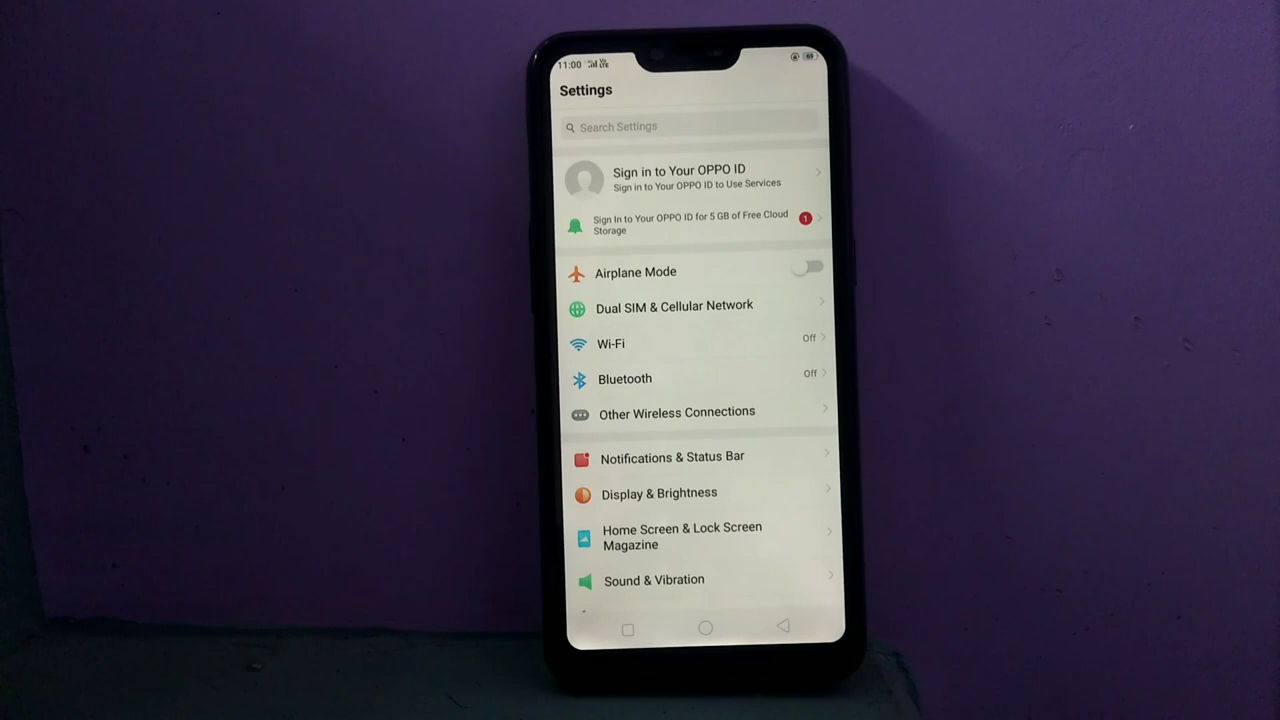 11:00
69
Settings
Search Settings
Sign in to Your OPPO ID
Sign in to Your OPPO ID to Use Services
Sign In to Your OPPO ID for 5 GB of Free Cloud
Storage
1
Airplane Mode
Dual SIM & Cellular Network
Wi-Fi
Off
Bluetooth
Off
Other Wireless Connections
Notifications & Status Bar
Display & Brightness
Home Screen & Lock Screen
Magazine
Sound & Vibration